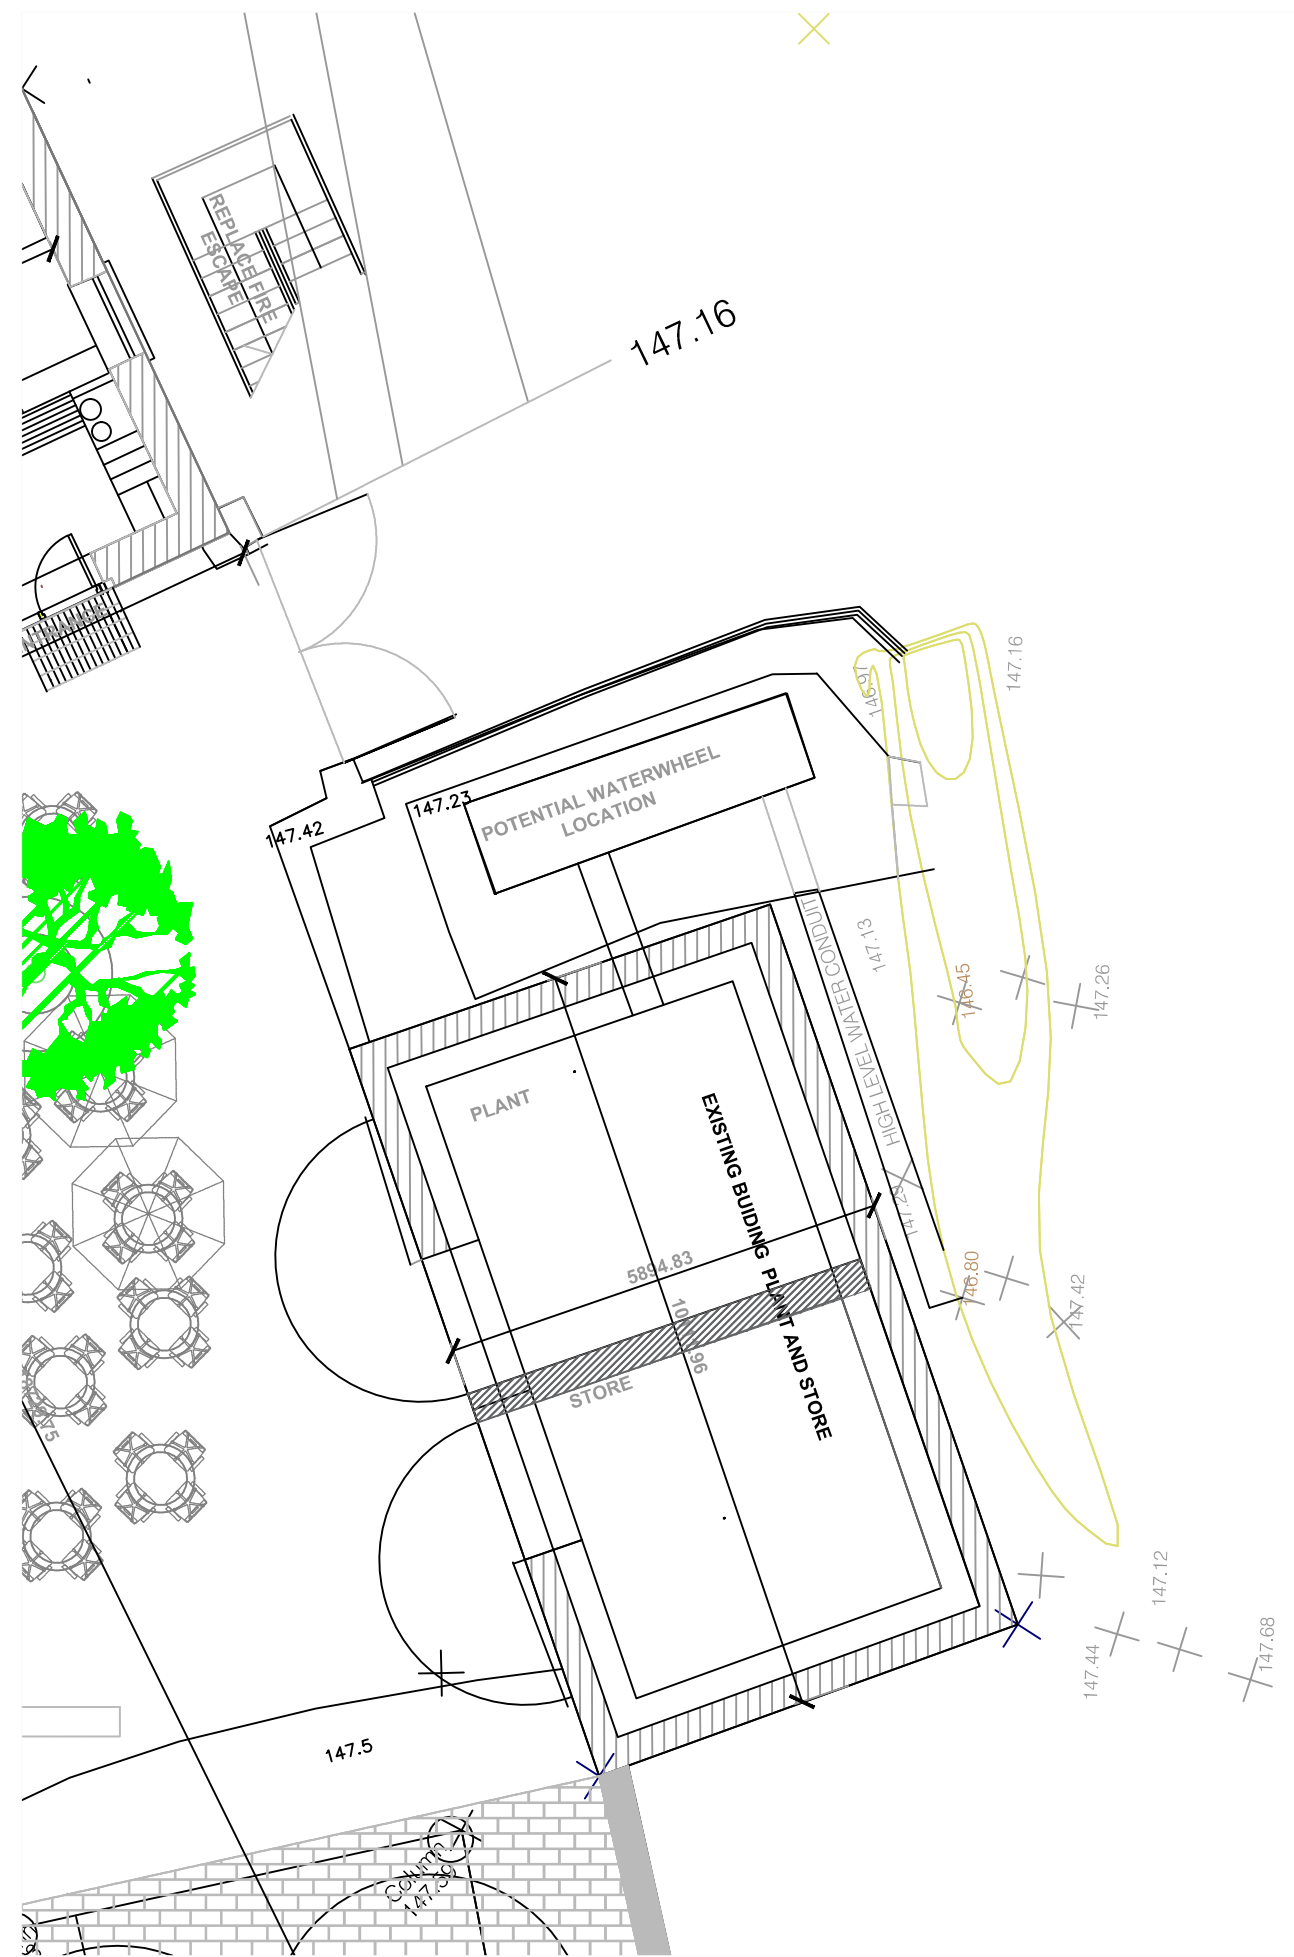 REPLACE FIRE
ESCAPE
147.16
147.16
146.97
POTENTIAL WATERWHEEL
LOCATION
147.23
147.42
HIGH LEVEL WATER CONDUIT
147.13
146.45
147.26
PLANT
EXISTING BUIDING PLANT AND STORE
5894.83
STORE
146.80
147.42
147.12
147.44
147.68
147.5
Column